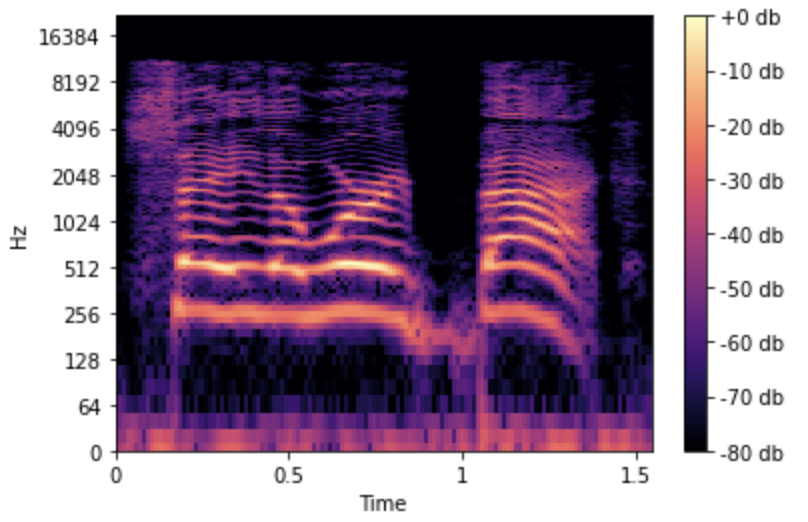 16384
8192
4096
2048
1024
512
256
128
64
0
Hz
0
0.5
1
1.5
Time
+0 db
-10 db
-20 db
-30 db
-40 db
-50 db
-60 db
-70 db
-80 db